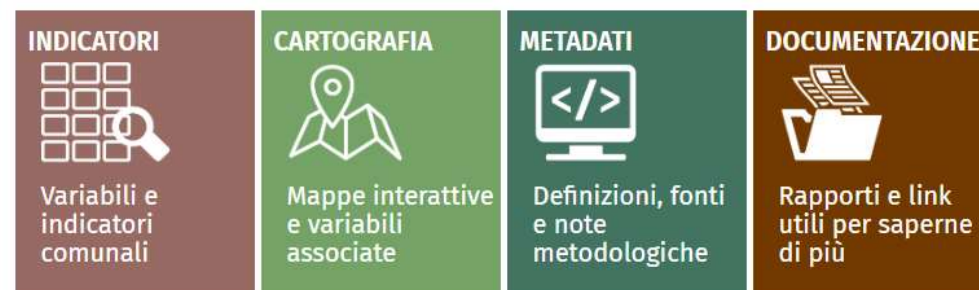 INDICATORI
</>
Variabili e
indicatori
comunali
CARTOGRAFIA
Mappe interattive
e variabili
associate
METADATI
Definizioni, fonti
e note
metodologiche
DOCUMENTAZIONE
Rapporti e link
utili per saperne
di più